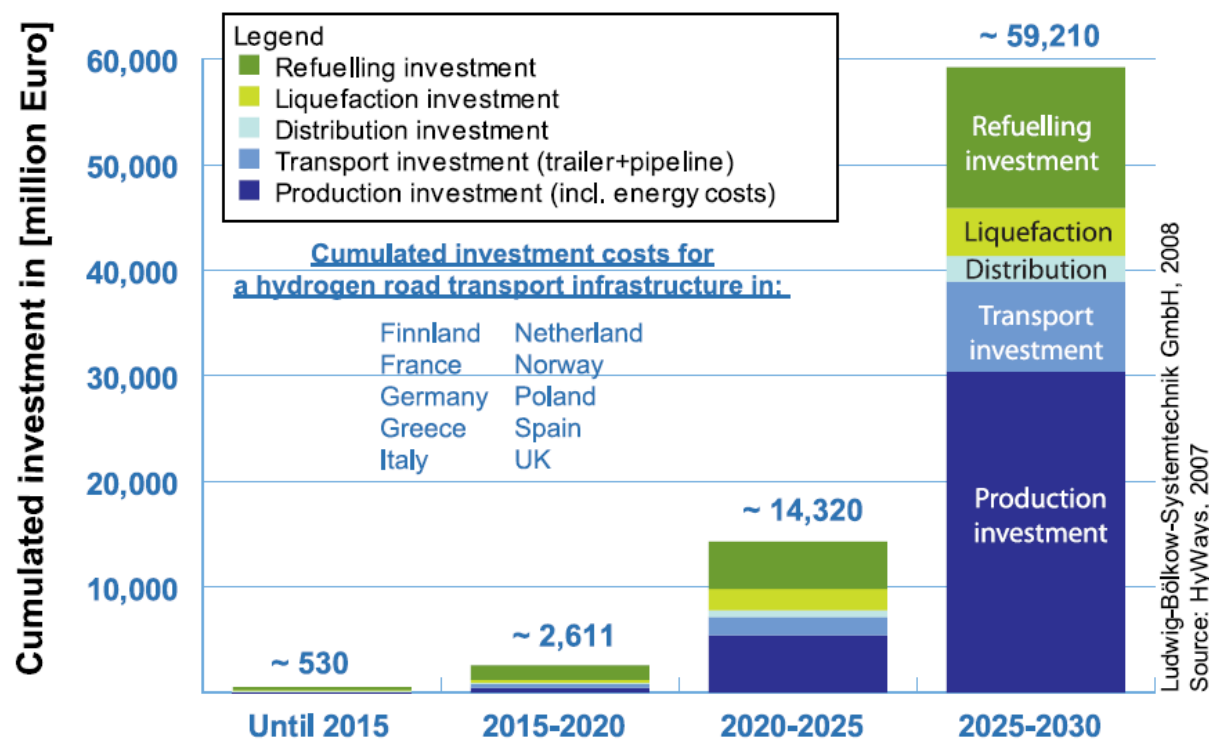 Cumulated investment in [million Euro]
60,000
50,000
40,000
30,000
20,000
10,000
Legend
Refuelling investment
Liquefaction investment
Distribution investment
Transport investment (trailer+pipeline)
Production investment (incl. energy costs)
Cumulated investment costs for
a hydrogen road transport infrastructure in:
Finnland Netherland
France Norway
Germany Poland
Greece Spain
Italy UK
~ 530
~ 2,611
~ 14,320
~ 59,210
Refuelling
investment
Liquefaction
Distribution
Transport
investment
Production
investment
Until 2015
2015-2020
2020-2025
2025-2030
Ludwig-Bölkow-Systemtechnik GmbH, 2008
Source: HyWays, 2007